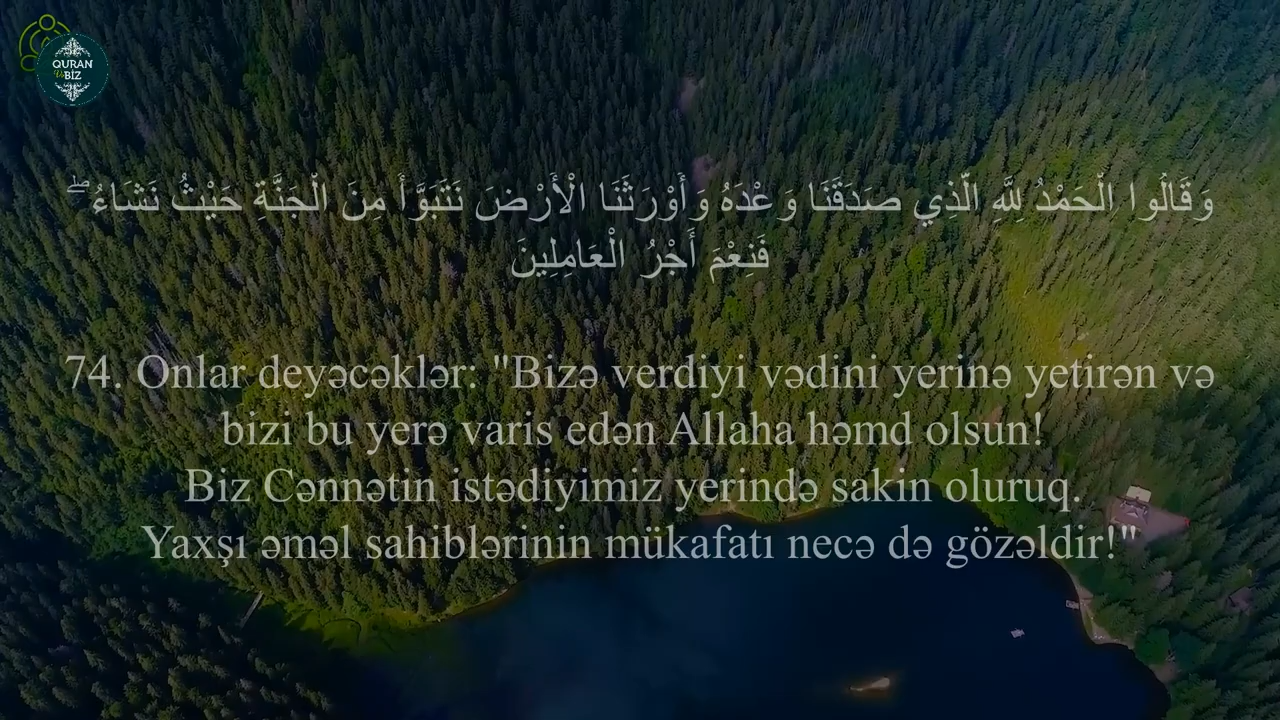 QURAN
Və
BİZ
وَقَالُوا الْحَمْدُ لِلَّهِ الَّذِي صَدَقَنَا وَعْدَهُ وَأَوْرَثَنَا الْأَرْضَ نَتَبَوَّأُ مِنَ الْجَنَّةِ حَيْثُ نَشَاءُ ۖ
فَنِعْمَ أَجْرُ الْعَامِلِينَ
74. Onlar deyəcəklər: "Bizə verdiyi vədini yerinə yetirən və
bizi bu yerə varis edən Allaha həmd olsun!
Biz Cənnətin istədiyimiz yerində sakin oluruq.
Yaxşı əməl sahiblərinin mükafatı necə də gözəldir!"